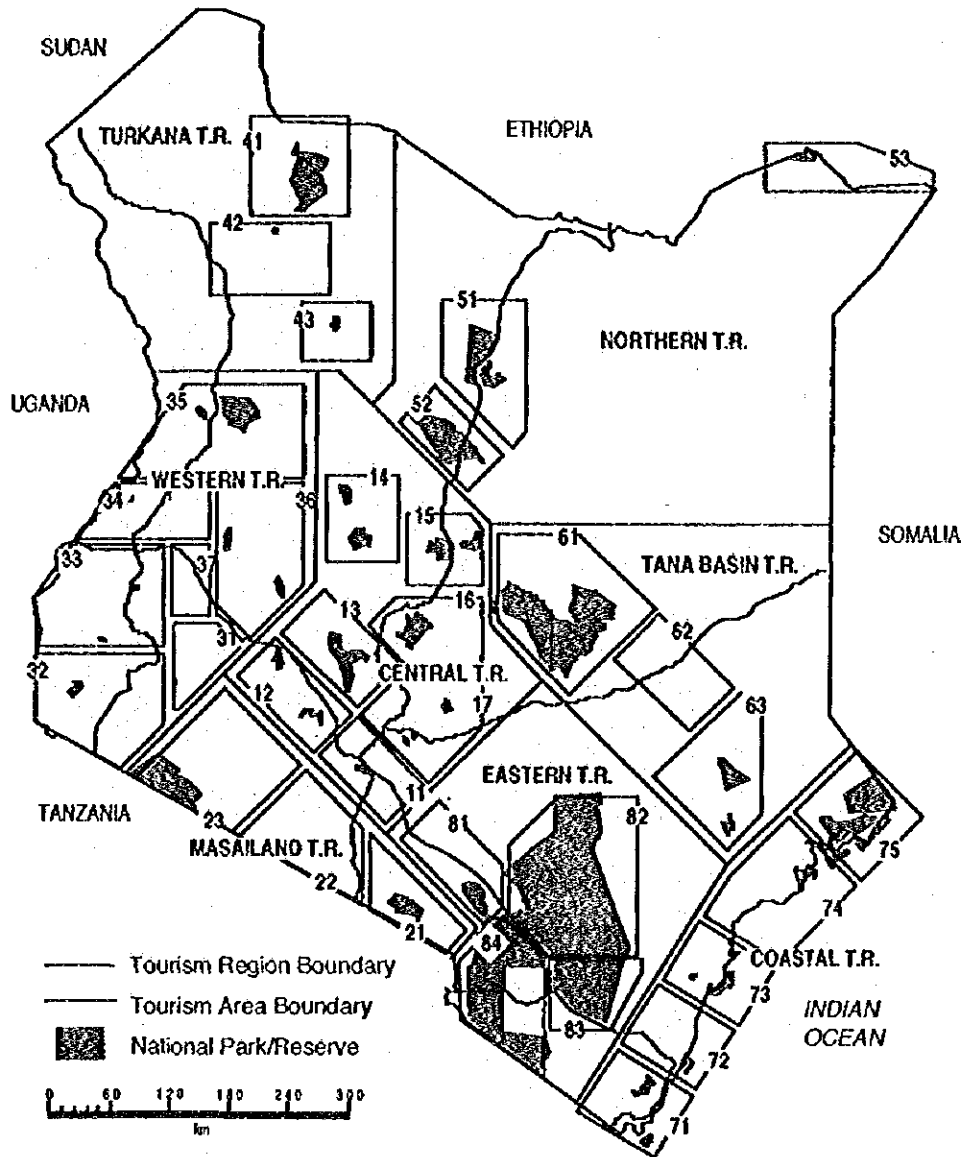 SUDAN
TURKANA T.R.
ETHIOPIA
41
53
42
43
51
NORTHERN T.R.
UGANDA
35
52
WESTERN T.R.
14
34
36
15
SOMALIA
33
37
61
TANA BASIN T.R.
31
13
16
62
32
CENTRAL T.R.
12
17
63
EASTERN T.R.
TANZANIA
11
23
81
82
MASAILAND T.R.
75
22
74
21
84
COASTAL T.R.
73
INDIAN
OCEAN
83
72
71
Tourism Region Boundary
Tourism Area Boundary
National Park/Reserve
0 60 120 180 240 300
km